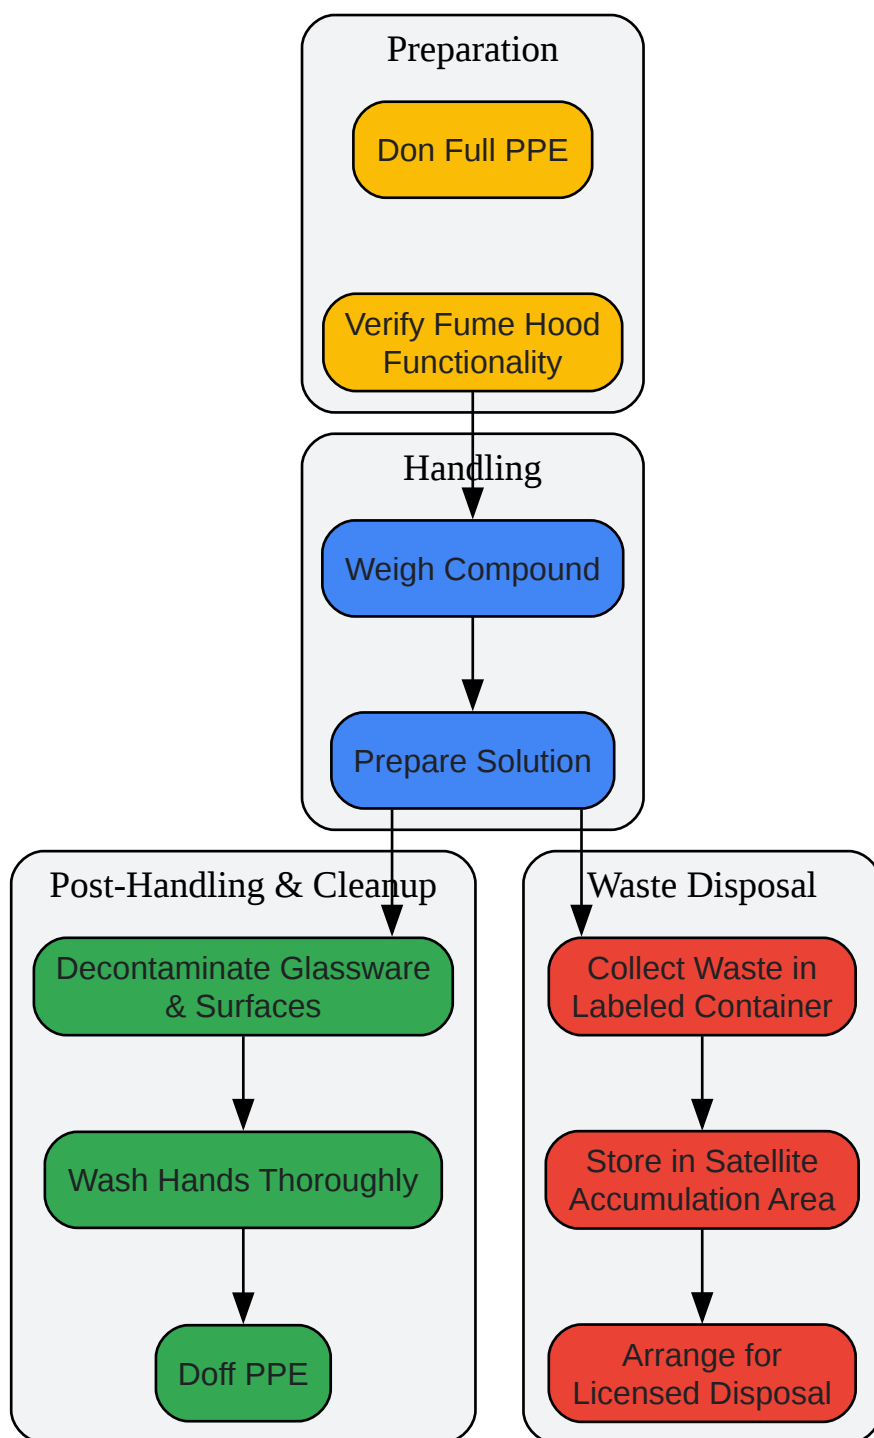 Preparation
Don Full PPE
Verify Fume Hood
Functionality
Handling
Weigh Compound
Prepare Solution
Post-Handling & Cleanup
Decontaminate Glassware
& Surfaces
Wash Hands Thoroughly
Doff PPE
Waste Disposal
Collect Waste in
Labeled Container
Store in Satellite
Accumulation Area
Arrange for
Licensed Disposal